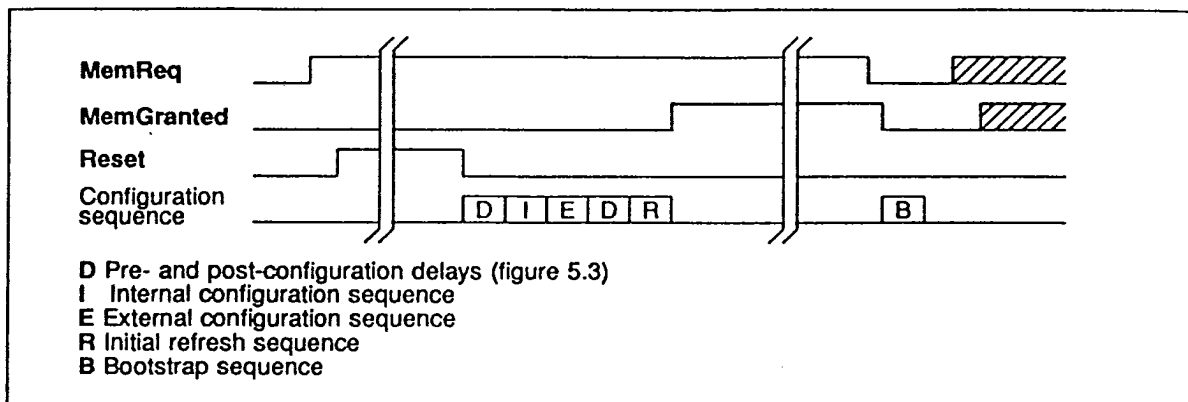 MemReq
MemGranted
Reset
Configuration
sequence
D I E D R
B
D Pre- and post-configuration delays (figure 5.3)
I Internal configuration sequence
E External configuration sequence
R Initial refresh sequence
B Bootstrap sequence